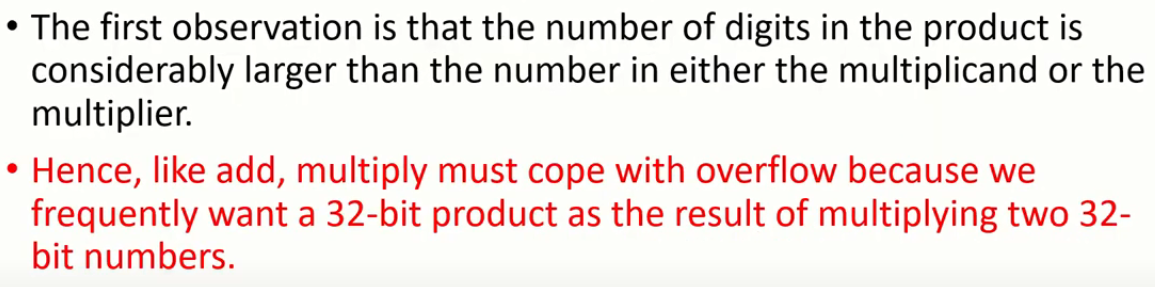 • The first observation is that the number of digits in the product is
considerably larger than the number in either the multiplicand or the
multiplier.
• Hence, like add, multiply must cope with overflow because we
frequently want a 32-bit product as the result of multiplying two 32-
bit numbers.